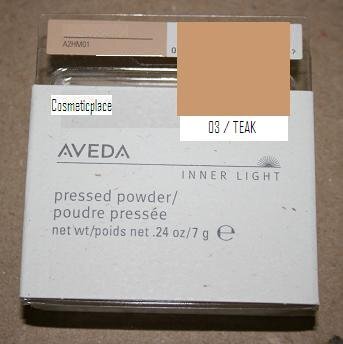 A2HM01
Cosmeticplace
03 / TEAK
AVEDA
INNER LIGHT
pressed powder/
poudre pressée
net wt/poids net .24 oz/7 g ℮